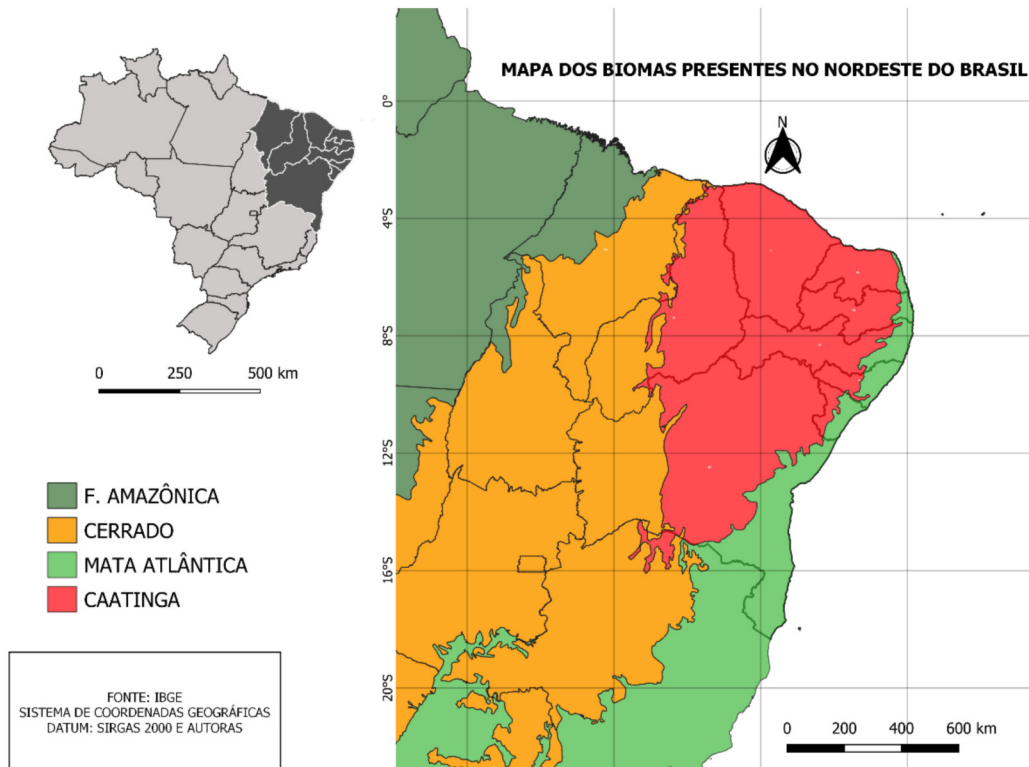 MAPA DOS BIOMAS PRESENTES NO NORDESTE DO BRASIL
N
0°
4°S
8°S
12°S
16°S
20°S
0 250 500 km
F. AMAZÔNICA
CERRADO
MATA ATLÂNTICA
CAATINGA
FONTE: IBGE
SISTEMA DE COORDENADAS GEOGRÁFICAS
DATUM: SIRGAS 2000 E AUTORAS
0 200 400 600 km